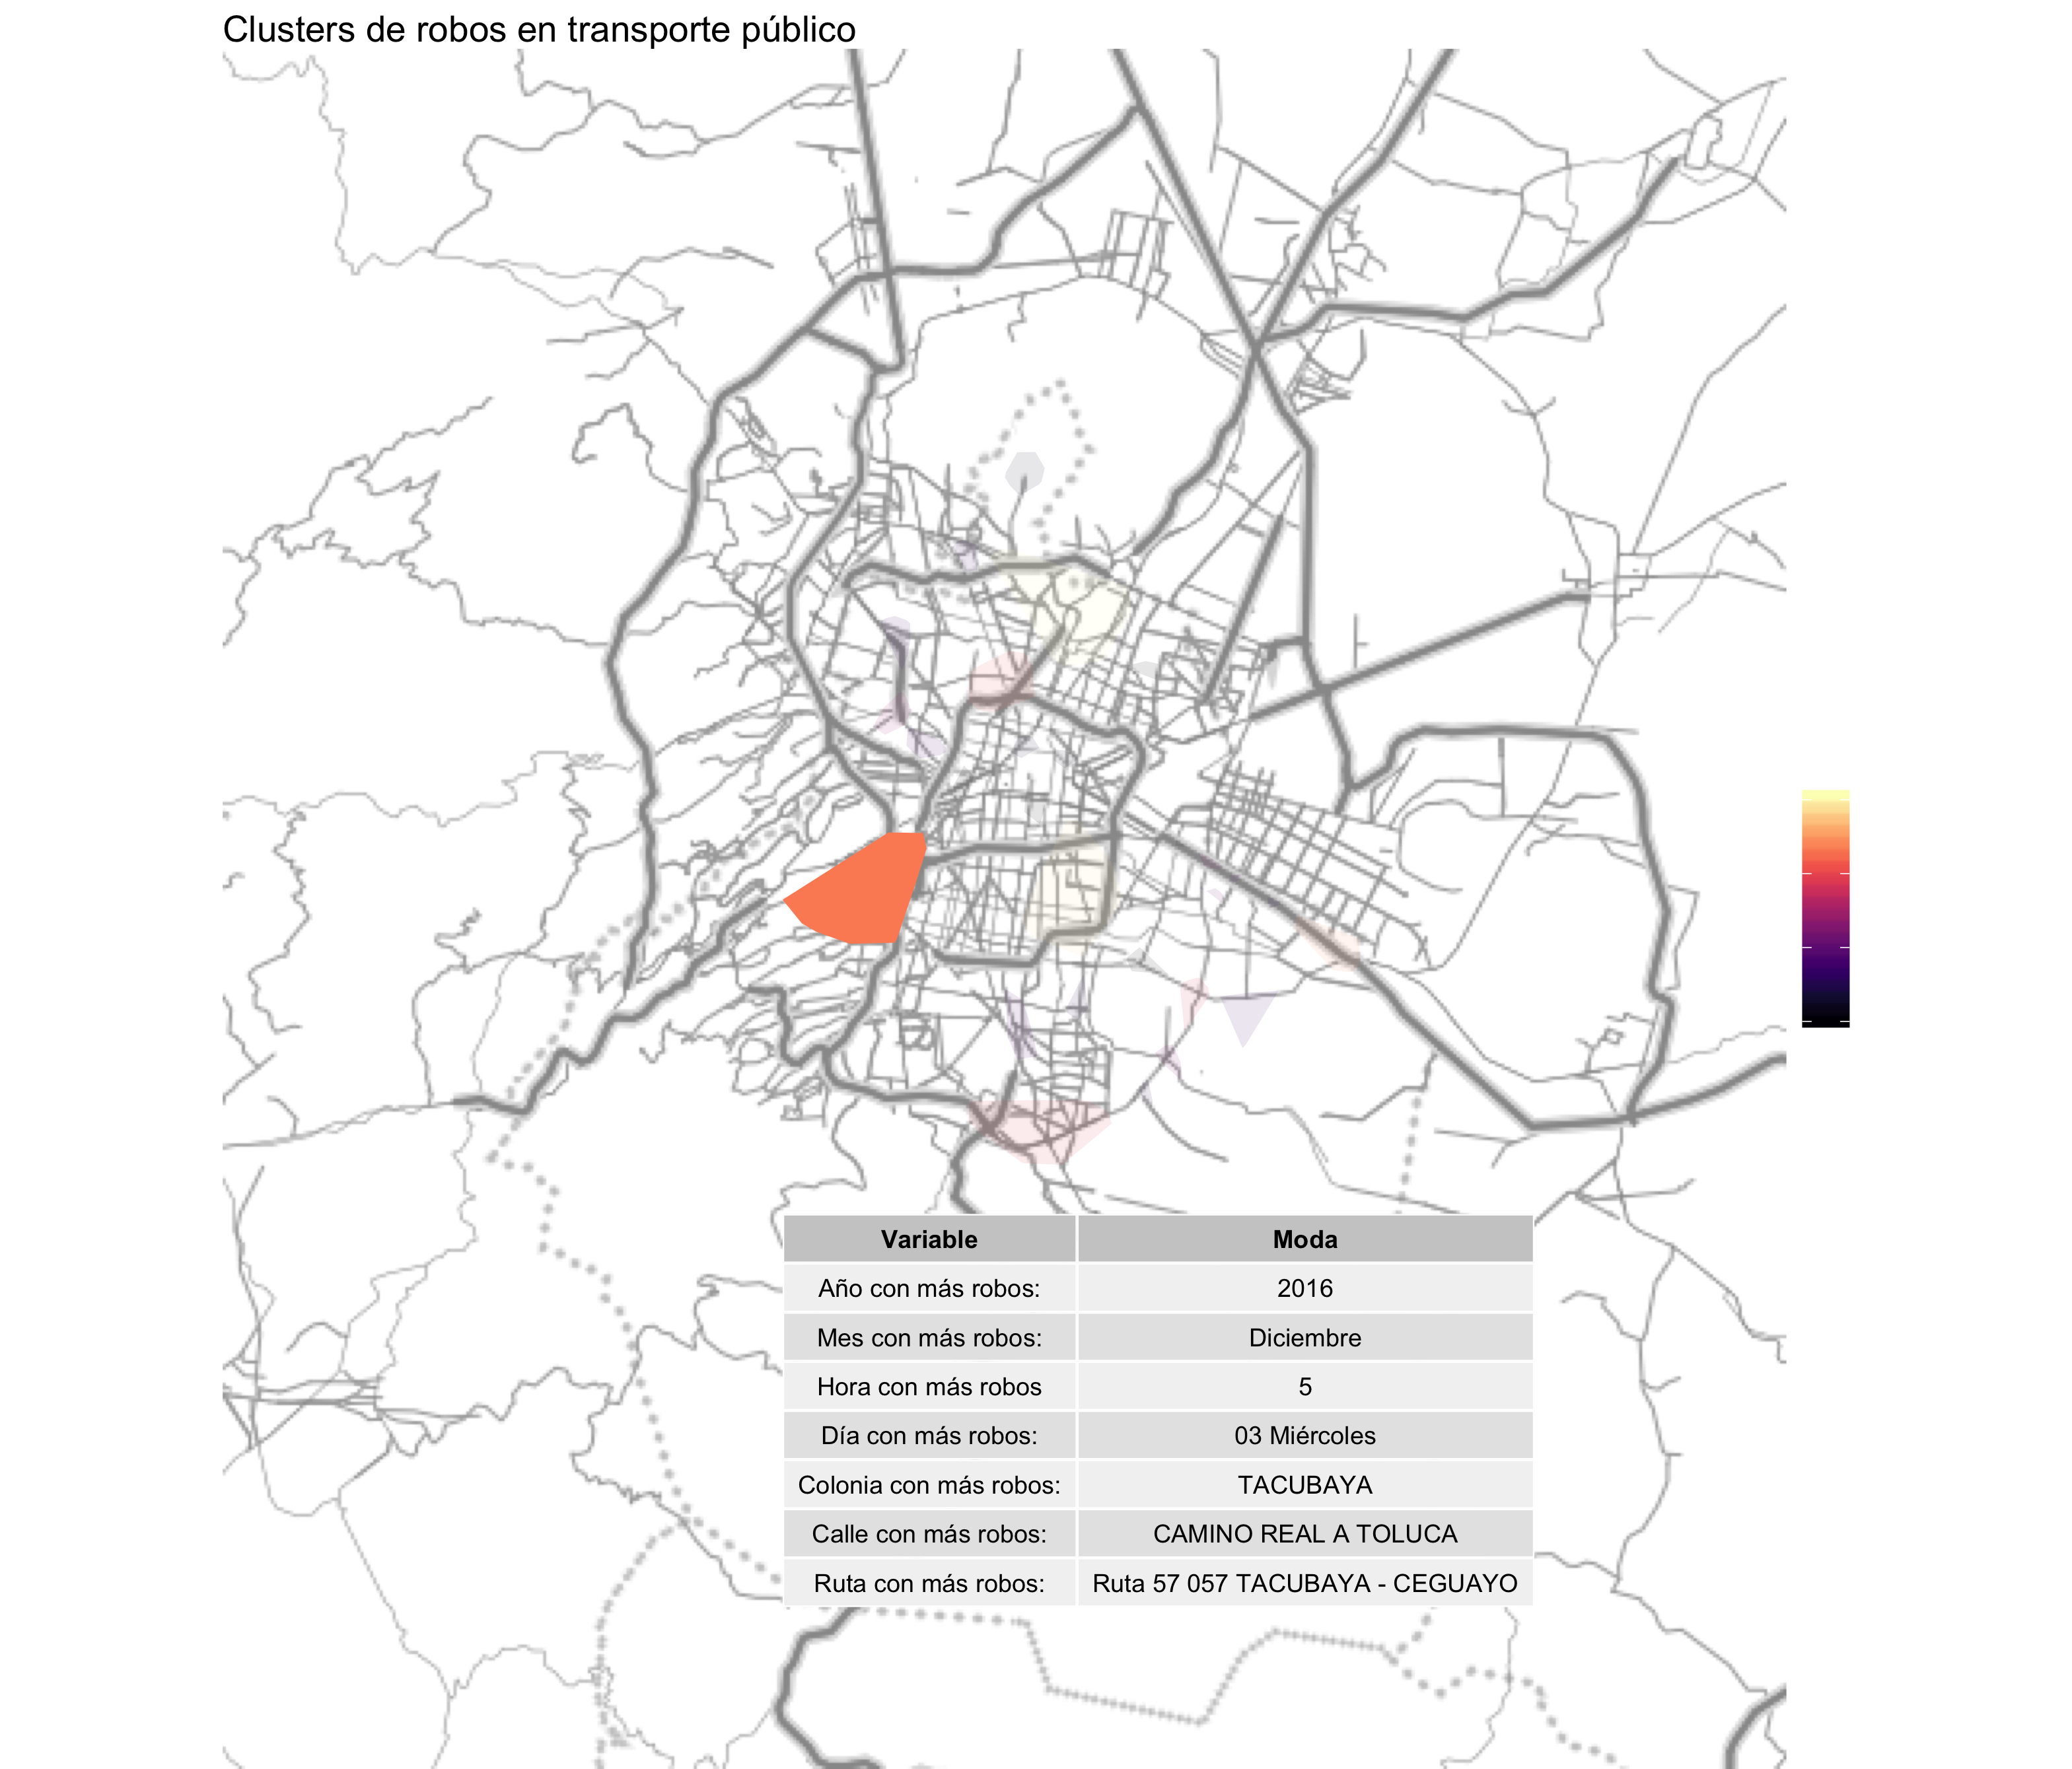 Clusters de robos en transporte público
Variable Moda
Año con más robos: 2016
Mes con más robos: Diciembre
Hora con más robos 5
Día con más robos: 03 Miércoles
Colonia con más robos: TACUBAYA
Calle con más robos: CAMINO REAL A TOLUCA
Ruta con más robos: Ruta 57 057 TACUBAYA - CEGUAYO